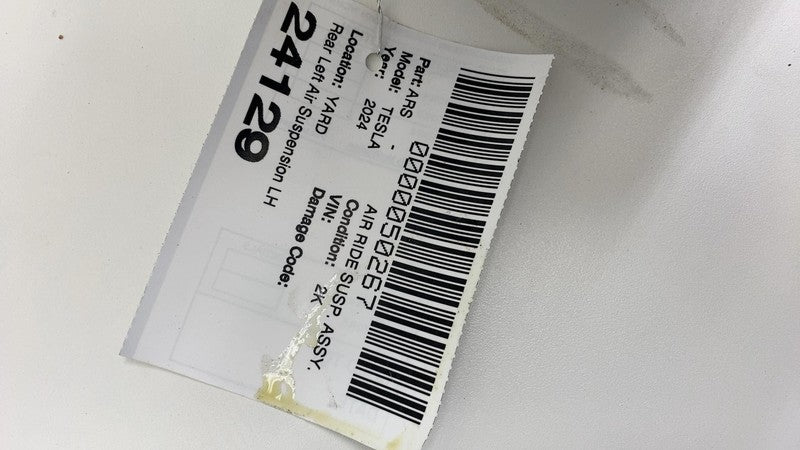 0000050267
Part: ARS - AIR RIDE SUSP. ASSY.
Model: TESLA Condition: 2K
Year: 2024 VIN:
Damage Code:
Location: YARD
Rear Left Air Suspension LH
24129